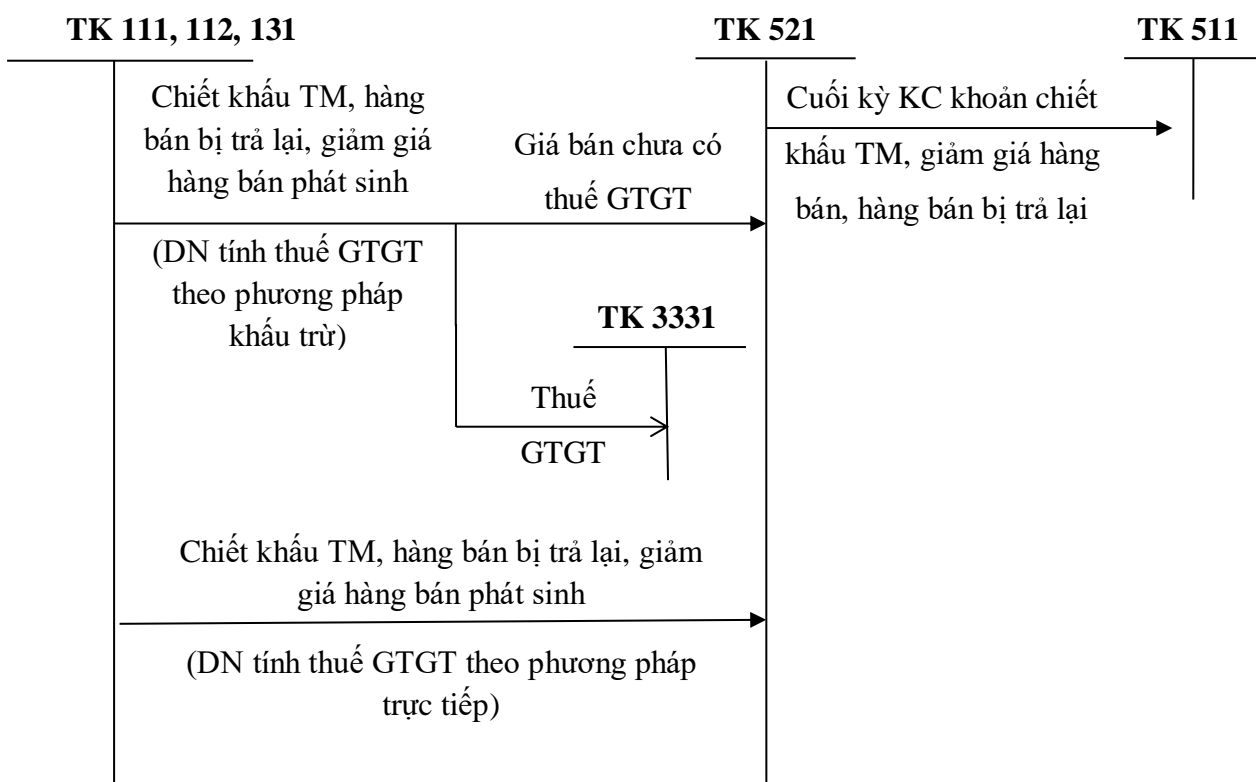 TK 111, 112, 131
TK 521
TK 511
Chiết khấu TM, hàng
bán bị trả lại, giảm giá
hàng bán phát sinh
(DN tính thuế GTGT
theo phương pháp
khấu trừ)
Giá bán chưa có
thuế GTGT
Cuối kỳ KC khoản chiết
khấu TM, giảm giá hàng
bán, hàng bán bị trả lại
TK 3331
Thuế
GTGT
Chiết khấu TM, hàng bán bị trả lại, giảm
giá hàng bán phát sinh
(DN tính thuế GTGT theo phương pháp
trực tiếp)